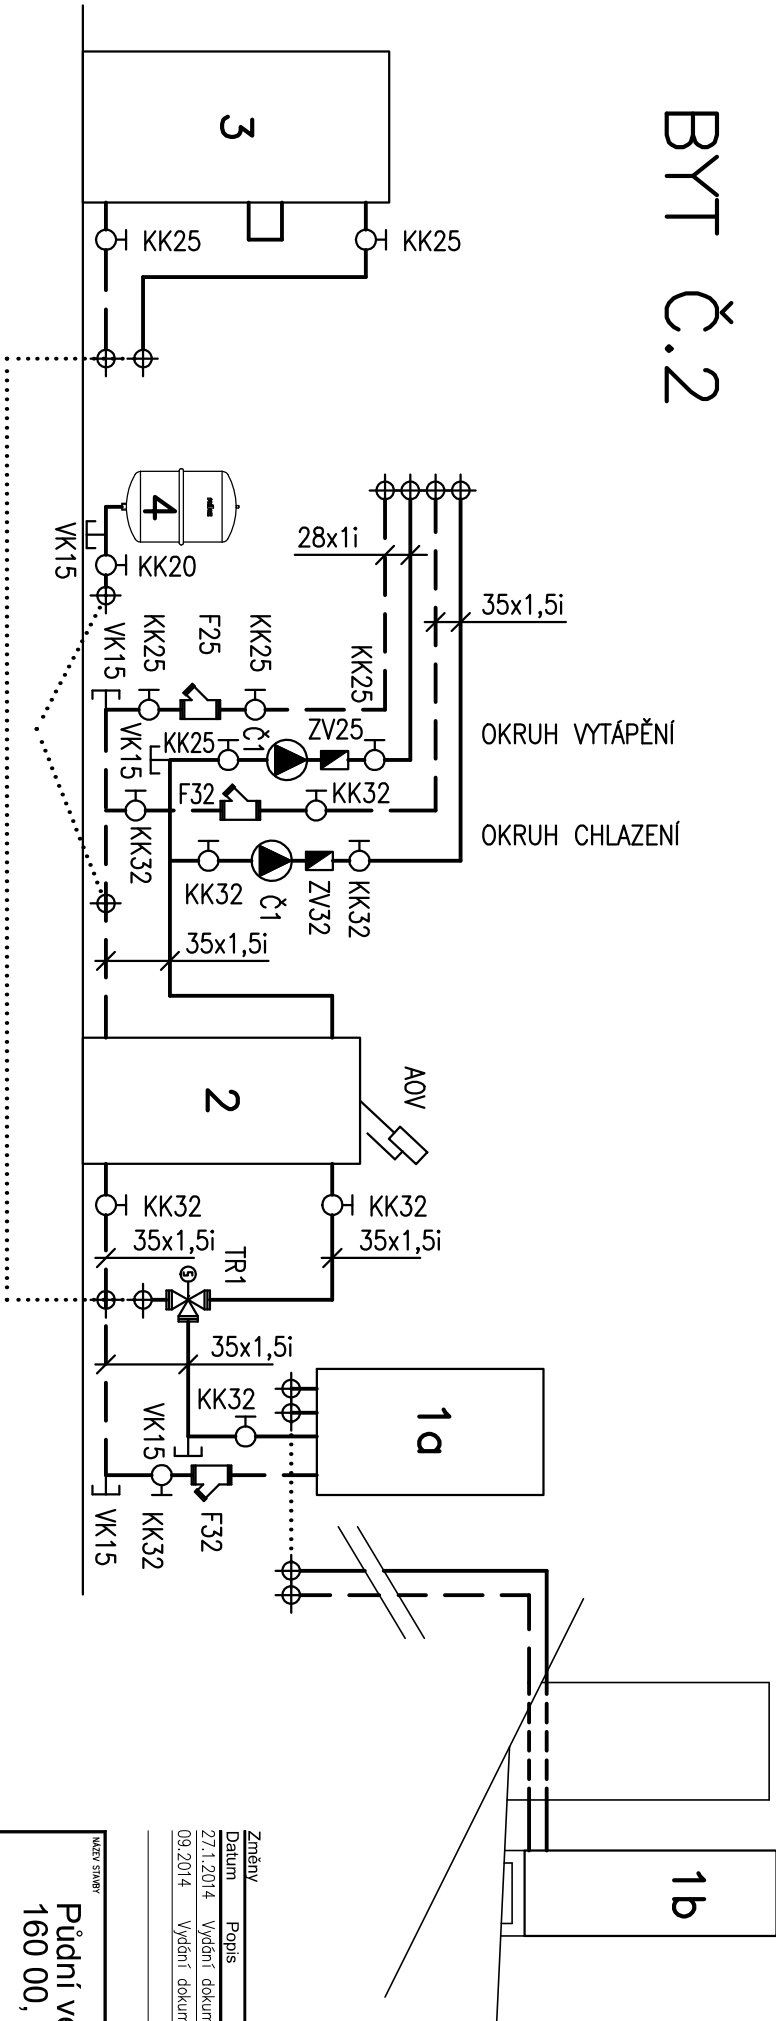 BYT Č.2
3
KK25
KK25
4
VK15
KK20
28x1i
35x1,5i
VK15
KK25
F25
KK25
KK25
OKRUH VYTÁPĚNÍ
VK15
KK25
Č1
ZV25
F32
KK32
OKRUH CHLAZENÍ
KK32
KK32
Č1
ZV32
KK32
35x1,5i
2
AOV
KK32
KK32
35x1,5i
35x1,5i
TR1
35x1,5i
KK32
1a
VK15
VK15
KK32
F32
1b
Změny
Datum Popis
27.1.2014 Vydání dokum
09.2014 Vydání dokum
NÁZEV STAVBY
Půdní ve
160 00,